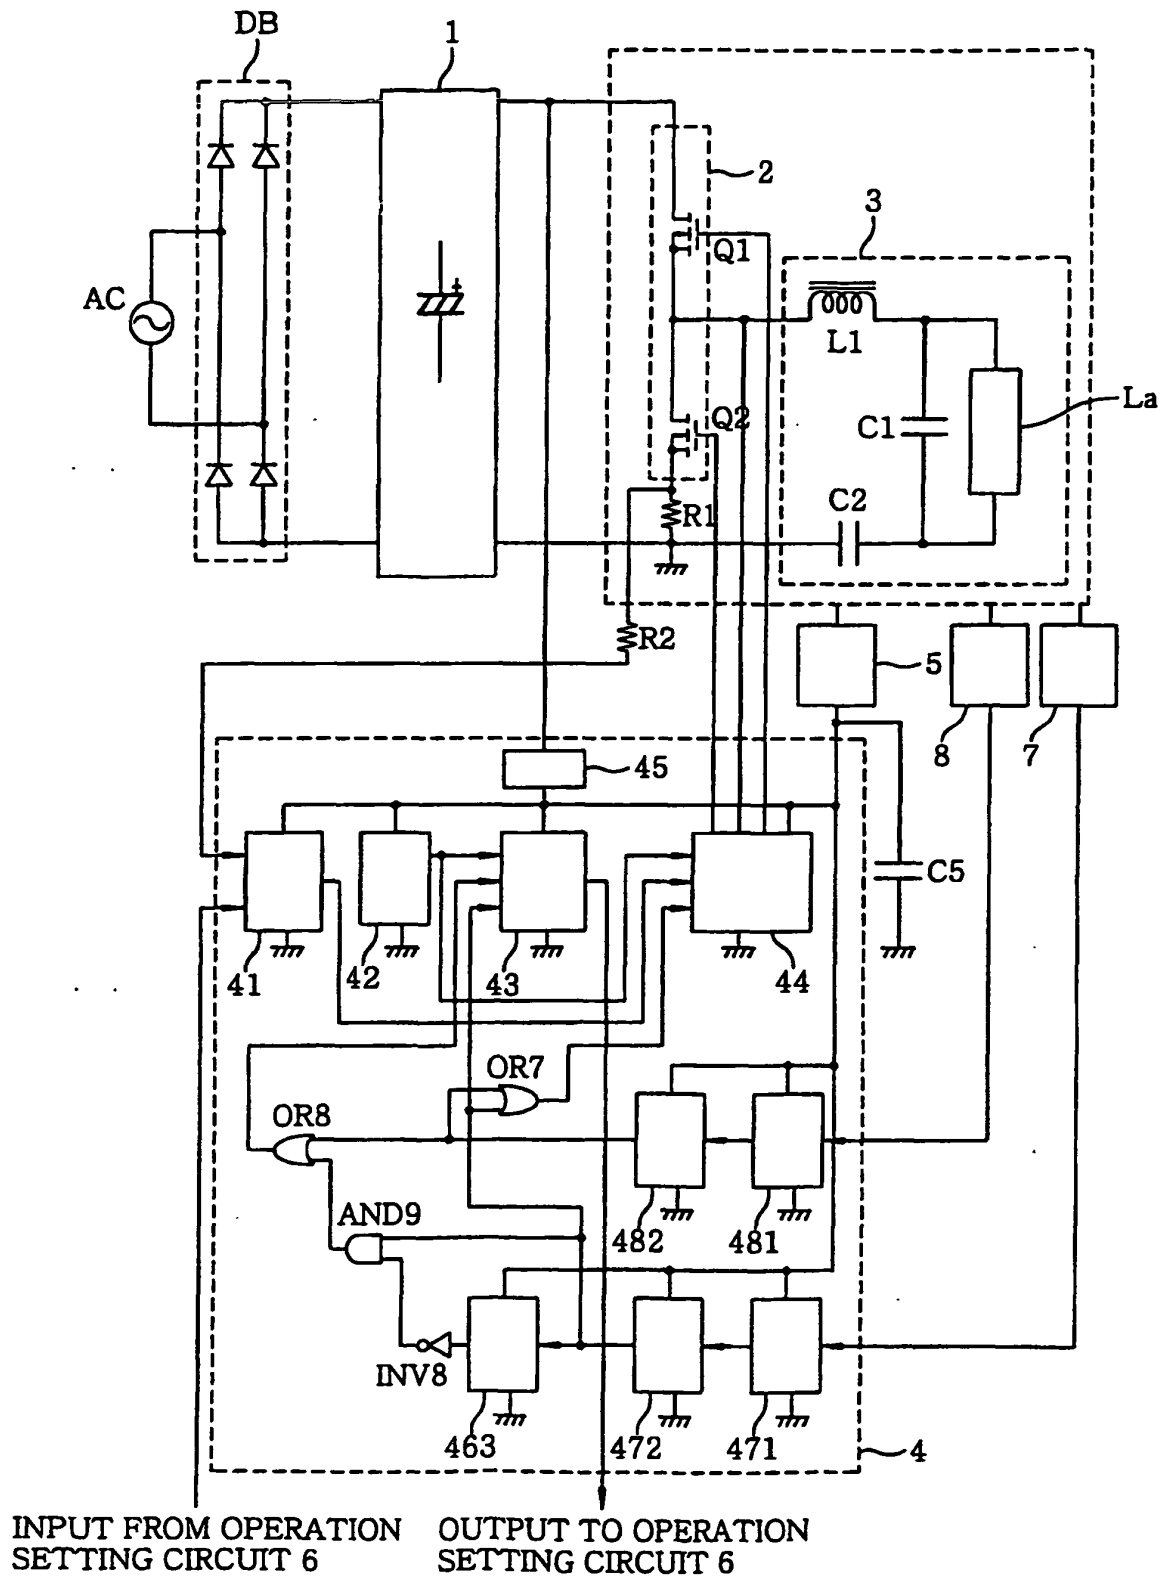 DB
1
2
3
Q1
AC
L1
La
Q2
C1
C2
R1
R2
5
8
7
45
C5
41
42
43
44
OR7
OR8
AND9
482
481
INV8
463
472
471
4
INPUT FROM OPERATION
SETTING CIRCUIT 6
OUTPUT TO OPERATION
SETTING CIRCUIT 6